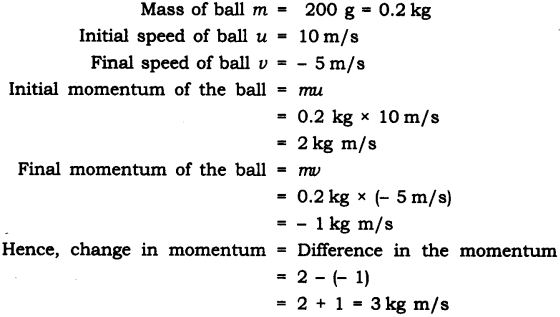 Mass of ball m = 200 g = 0.2 kg
Initial speed of ball u = 10 m/s
Final speed of ball v = – 5 m/s
Initial momentum of the ball = mu
= 0.2 kg × 10 m/s
= 2 kg m/s
Final momentum of the ball = mv
= 0.2 kg × (– 5 m/s)
= – 1 kg m/s
Hence, change in momentum = Difference in the momentum
= 2 – (– 1)
= 2 + 1 = 3 kg m/s